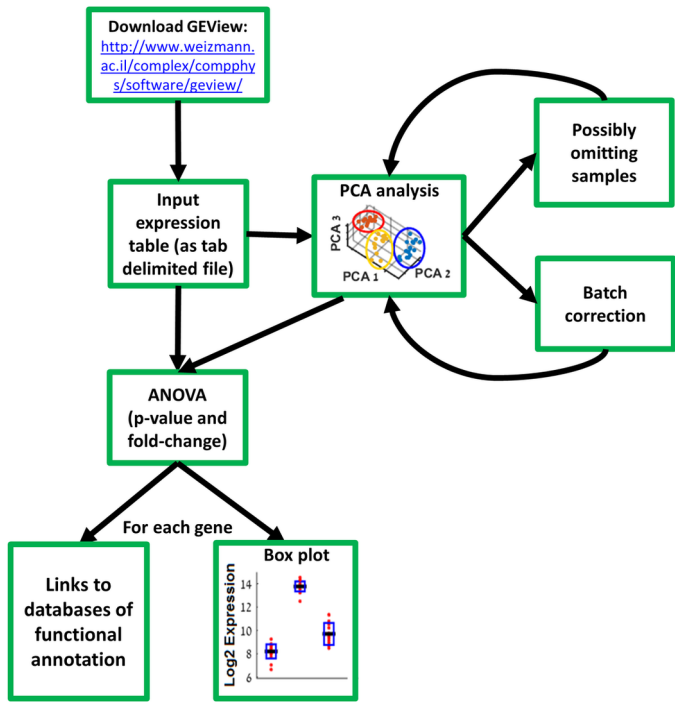 Download GEView:
http://www.weizmann.
ac.il/complex/compphy
s/software/geview/
Possibly
omitting
samples
PCA analysis
PCA 3
PCA 1
PCA 2
Input
expression
table (as tab
delimited file)
Batch
correction
ANOVA
(p-value and
fold-change)
For each gene
Links to
databases of
functional
annotation
Box plot
Log2 Expression
14
12
10
8
6